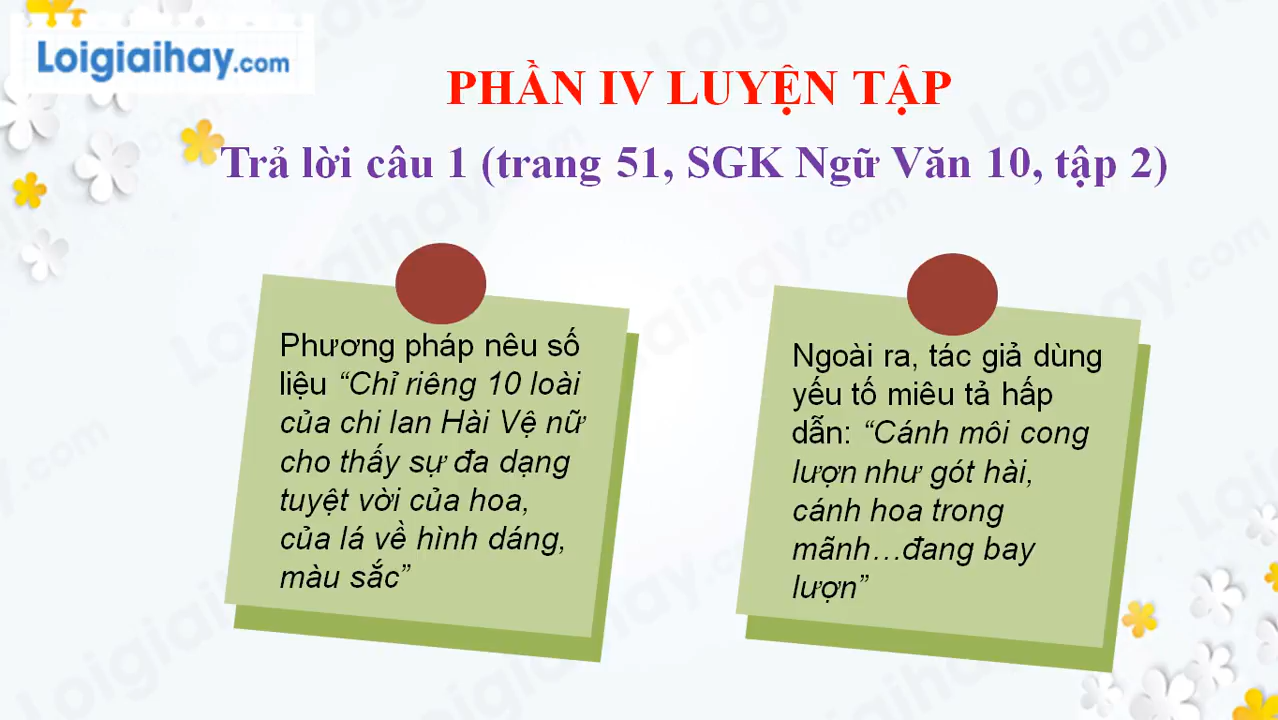 Loigiaihay.com
PHẦN IV LUYỆN TẬP
Trả lời câu 1 (trang 51, SGK Ngữ Văn 10, tập 2)
Phương pháp nêu số
liệu “Chỉ riêng 10 loài
của chi lan Hài Vệ nữ
cho thấy sự đa dạng
tuyệt vời của hoa,
của lá về hình dáng,
màu sắc”
Ngoài ra, tác giả dùng
yếu tố miêu tả hấp
dẫn: “Cánh môi cong
lượn như gót hài,
cánh hoa trong
mãnh…đang bay
lượn”